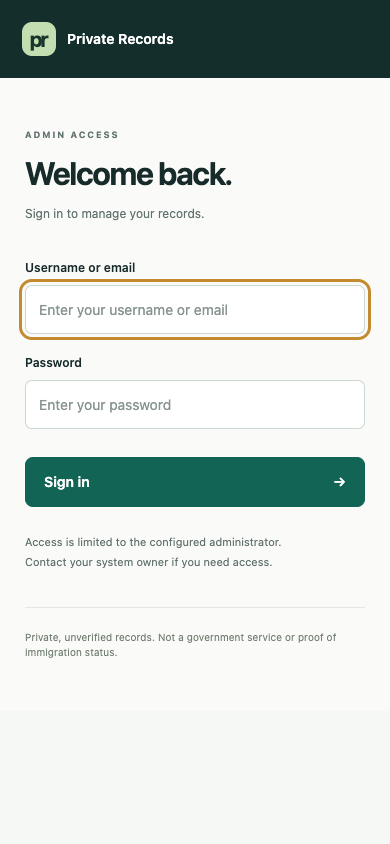 pr
Private Records
ADMIN ACCESS
Welcome back.
Sign in to manage your records.
Username or email
Enter your username or email
Password
Enter your password
Sign in →
Access is limited to the configured administrator.
Contact your system owner if you need access.
Private, unverified records. Not a government service or proof of
immigration status.